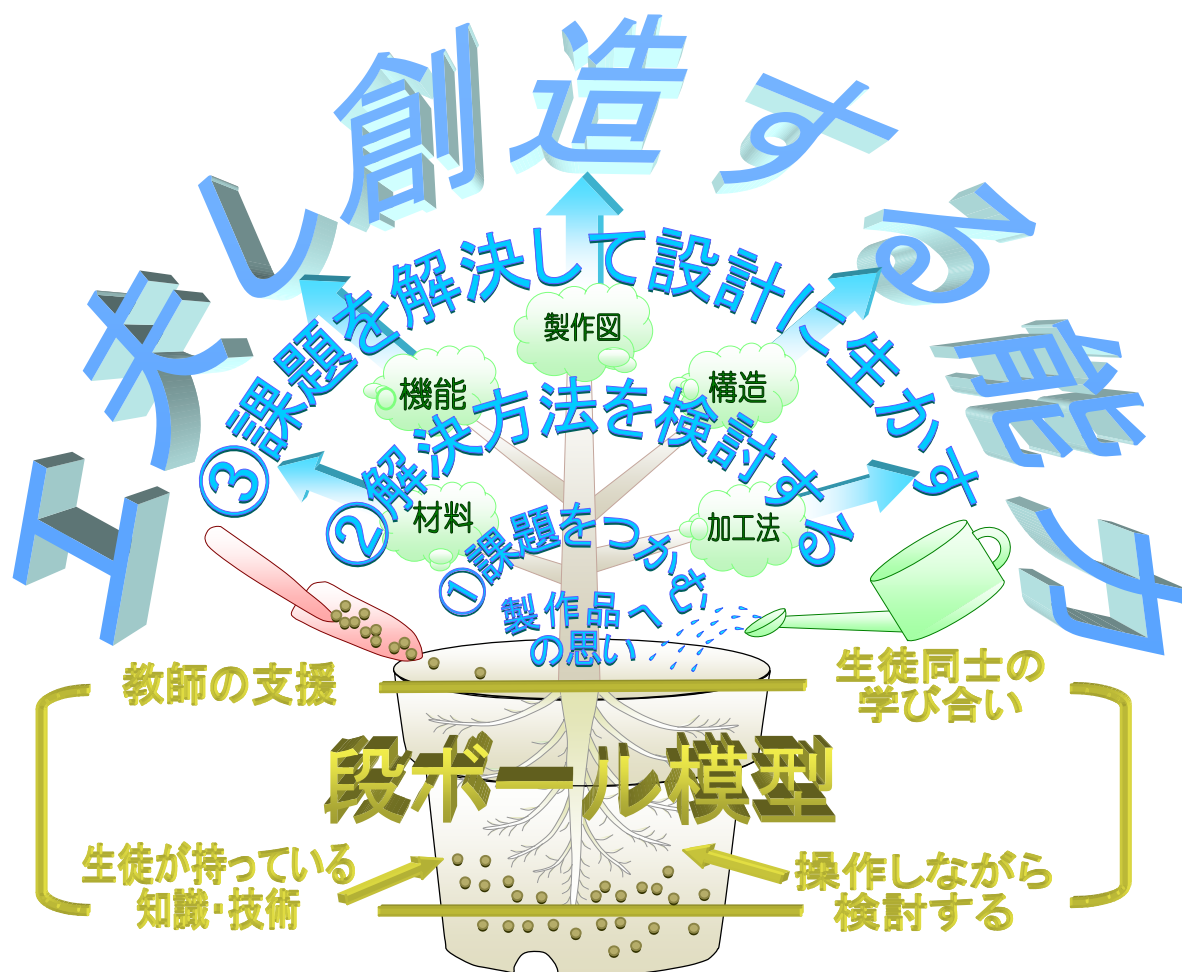 工夫し創造する能力
③課題を解決して設計に生かす
製作図
機能
構造
②解決方法を検討する
材料
加工法
①課題をつかむ
製作品へ
の思い
教師の支援
生徒同士の
学び合い
段ボール模型
生徒が持っている
知識・技術
操作しながら
検討する